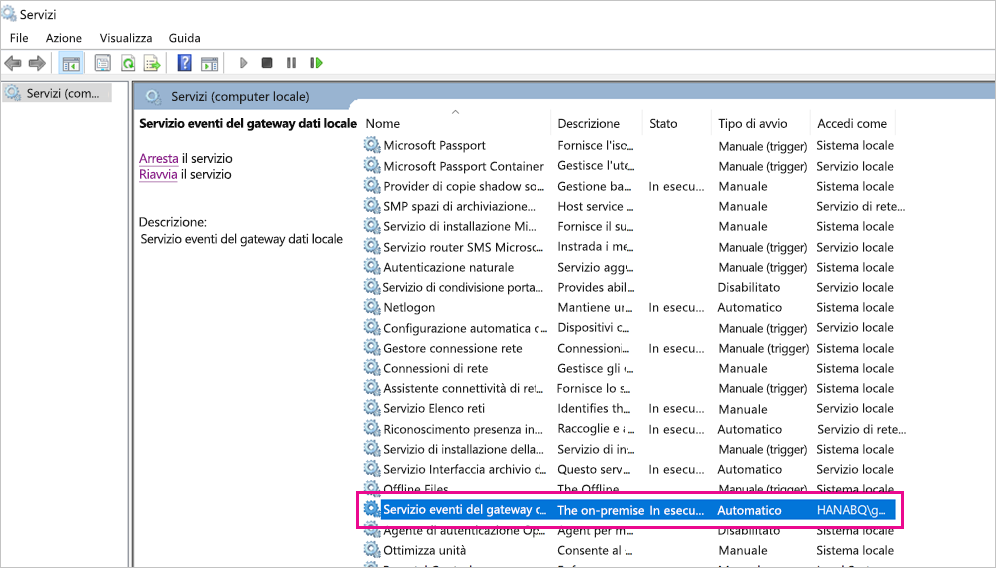 Servizi
File Azione Visualizza Guida
Servizi (com...
Servizi (computer locale)
Servizio eventi del gateway dati locale
Arresta il servizio
Riavvia il servizio
Descrizione:
Servizio eventi del gateway dati locale
Nome Descrizione Stato Tipo di avvio Accedi come
Microsoft Passport Fornisce l'iso... Manuale (trigger) Sistema locale
Microsoft Passport Container Gestisce l'ute... Manuale (trigger) Sistema locale
Provider di copie shadow so... Gestione ba... In esecu... Manuale Sistema locale
SMP spazi di archiviazione... Host service ... Manuale Servizio di rete...
Servizio di installazione Mi... Fornisce il su... Manuale Sistema locale
Servizio router SMS Microsc... Instrada i me... Manuale (trigger) Sistema locale
Autenticazione naturale Servizio aggi... Manuale (trigger) Sistema locale
Servizio di condivisione porta... Provides abil... Disabilitato Servizio locale
Netlogon Mantiene un... In esecu... Automatico Sistema locale
Configurazione automatica d... Dispositivi c... Manuale (trigger) Servizio locale
Gestore connessione rete Connessioni... In esecu... Manuale (trigger) Sistema locale
Connessioni di rete Gestisce gli ... Manuale Sistema locale
Assistente connettività di ret... Fornisce lo s... Manuale (trigger) Sistema locale
Servizio Elenco reti Identifies th... In esecu... Manuale Servizio locale
Riconoscimento presenza in... Raccoglie e a... In esecu... Automatico Servizio di rete...
Servizio di installazione della... Servizio di in... Manuale (trigger) Sistema locale
Servizio Interfaccia archivio d... Questo serv... In esecu... Automatico Servizio locale
Offline Files The Offline Manuale (trigger) Sistema locale
Servizio eventi del gateway d... The on-premise In esecu... Automatico HANABQ\g...
Agente di autenticazione Op... Agent per m... Disabilitato Sistema locale
Ottimizza unità Consente al ... Manuale Sistema locale